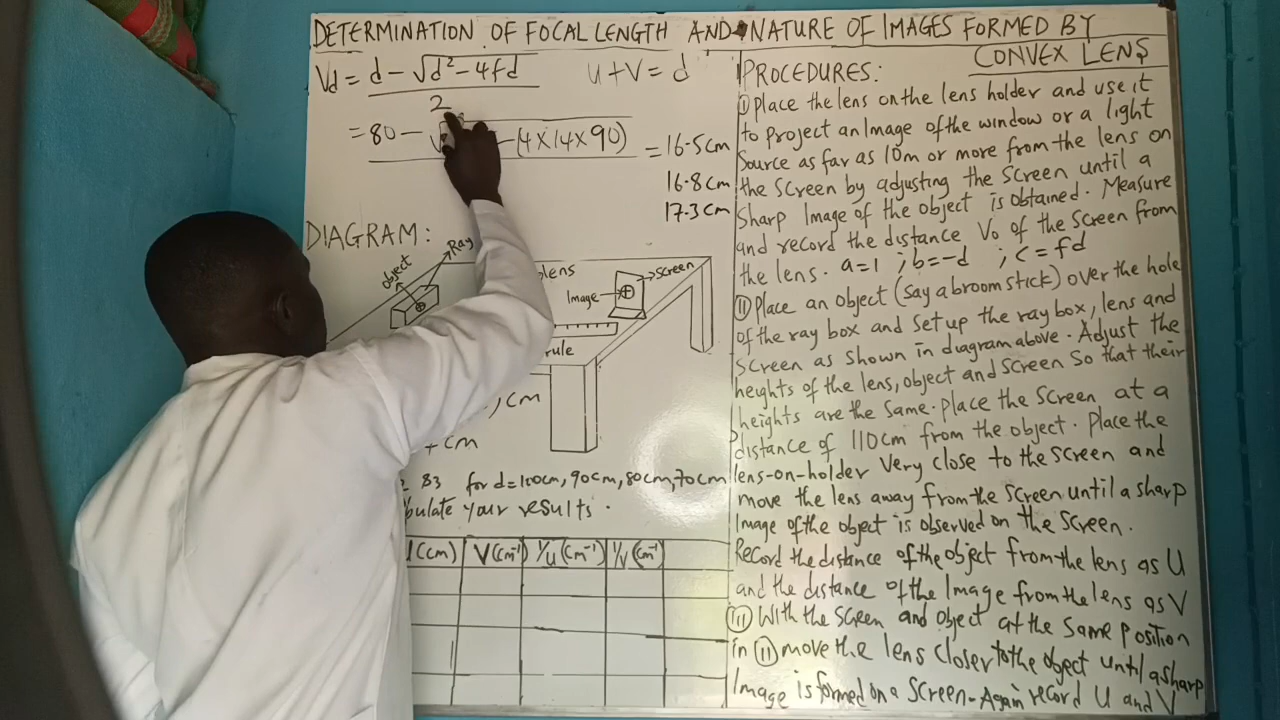 DETERMINATION OF FOCAL LENGTH AND NATURE OF IMAGES FORMED BY
CONVEX LENS
Vd = d - √d² - 4fd
2
U + V = d
= 80 - √ - (4 x 14 x 90)
= 16.5cm
16.8cm
17.3cm
DIAGRAM:
Object
Ray
lens
Image
Screen
rule
cm
cm
83 for d = 100cm, 90cm, 80cm, 70cm
bulate your results.
(cm) V(cm⁻¹) 1/U (cm⁻¹) 1/V (cm⁻¹)
PROCEDURES:
(i) Place the lens on the lens holder and use it
to project an Image of the window or a light
Source as far as 10m or more from the lens on
the screen by adjusting the screen until a
Sharp Image of the object is obtained. Measure
and record the distance V₀ of the Screen from
the lens. a=1 ; b=-d ; c=fd
(ii) Place an object (say a broom stick) over the hole
of the ray box and set up the ray box, lens and
Screen as shown in diagram above. Adjust the
heights of the lens, object and screen so that their
heights are the same. Place the Screen at a
distance of 110cm from the object. Place the
lens-on-holder very close to the screen and
move the lens away from the screen until a sharp
Image of the object is observed on the screen.
Record the distance of the object from the lens as U
and the distance of the Image from the lens as V
(iii) With the screen and object at the same position
in (ii) move the lens closer to the object until a sharp
Image is formed on a screen - Again record U and V